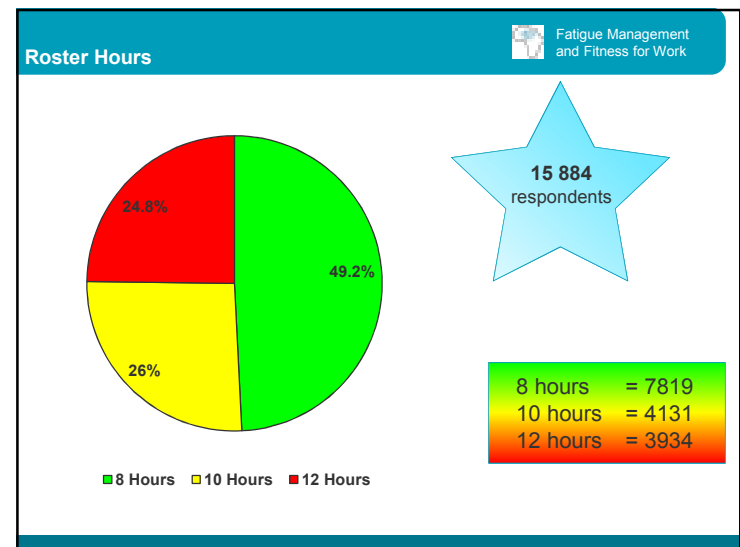 Roster Hours
Fatigue Management
and Fitness for Work
15 884
respondents
24.8%
49.2%
26%
8 hours = 7819
10 hours = 4131
12 hours = 3934
8 Hours 10 Hours 12 Hours